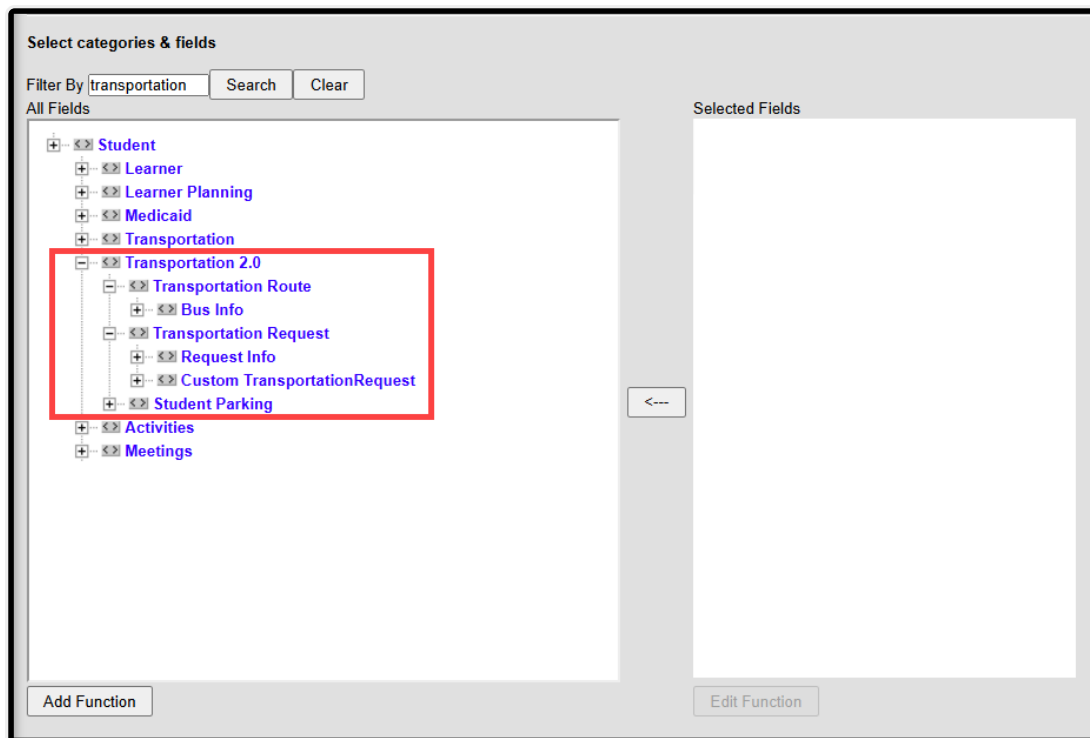 Select categories & fields
Filter By transportation Search Clear
All Fields
Selected Fields
Student
Learner
Learner Planning
Medicaid
Transportation
Transportation 2.0
Transportation Route
Bus Info
Transportation Request
Request Info
Custom TransportationRequest
Student Parking
Activities
Meetings
<---
Add Function
Edit Function